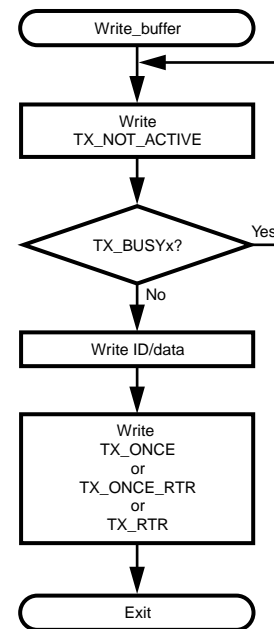 Write_buffer
Write
TX_NOT_ACTIVE
TX_BUSYx?
Yes
No
Write ID/data
Write
TX_ONCE
or
TX_ONCE_RTR
or
TX_RTR
Exit